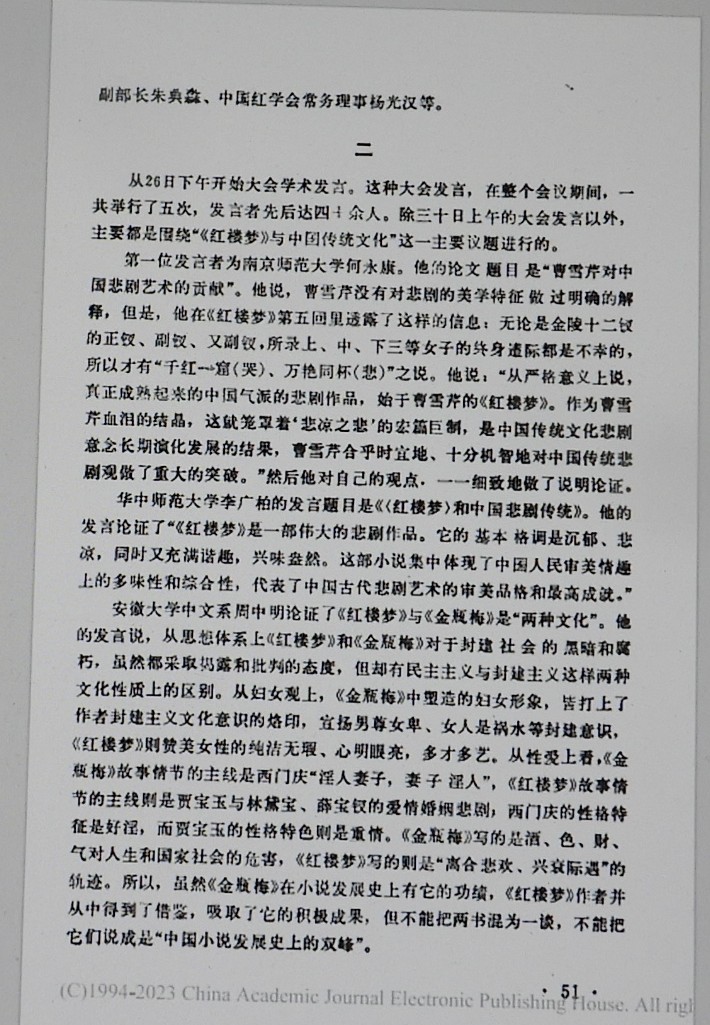 副部长朱奂森、中国红学会常务理事杨光汉等。
二
从26日下午开始大会学术发言。这种大会发言，在整个会议期间，一
共举行了五次，发言者先后达四十余人。除三十日上午的大会发言以外，
主要都是围绕“《红楼梦》与中国传统文化”这一主要议题进行的。
第一位发言者为南京师范大学何永康。他的论文题目是“曹雪芹对中
国悲剧艺术的贡献”。他说，曹雪芹没有对悲剧的美学特征做过明确的解
释，但是，他在《红楼梦》第五回里透露了这样的信息：无论是金陵十二钗
的正钗、副钗、又副钗，所录上、中、下三等女子的终身遭际都是不幸的，
所以才有“千红一窟(哭)、万艳同杯(悲)”之说。他说：“从严格意义上说，
真正成熟起来的中国气派的悲剧作品，始于曹雪芹的《红楼梦》。作为曹雪
芹血泪的结晶，这就笼罩着‘悲凉之悲’的宏篇巨制，是中国传统文化悲剧
意念长期演化发展的结果，曹雪芹合乎时宜地、十分机智地对中国传统悲
剧观做了重大的突破。”然后他对自己的观点．一一细致地做了说明论证。
华中师范大学李广柏的发言题目是《〈红楼梦〉和中国悲剧传统》。他的
发言论证了“《红楼梦》是一部伟大的悲剧作品。它的基本格调是沉郁、悲
凉，同时又充满谐趣，兴味盎然。这部小说集中体现了中国人民审美情趣
上的多味性和综合性，代表了中国古代悲剧艺术的审美品格和最高成就。”
安徽大学中文系周中明论证了《红楼梦》与《金瓶梅》是“两种文化”。他
的发言说，从思想体系上《红楼梦》和《金瓶梅》对于封建社会的黑暗和腐
朽，虽然都采取揭露和批判的态度，但却有民主主义与封建主义这样两种
文化性质上的区别。从妇女观上，《金瓶梅》中塑造的妇女形象，皆打上了
作者封建主义文化意识的烙印，宣扬男尊女卑、女人是祸水等封建意识，
《红楼梦》则赞美女性的纯洁无瑕、心明眼亮，多才多艺。从性爱上看，《金
瓶梅》故事情节的主线是西门庆“淫人妻子，妻子淫人”，《红楼梦》故事情
节的主线则是贾宝玉与林黛宝、薛宝钗的爱情婚姻悲剧，西门庆的性格特
征是好淫，而贾宝玉的性格特色则是重情。《金瓶梅》写的是酒、色、财、
气对人生和国家社会的危害，《红楼梦》写的则是“离合悲欢、兴衰际遇”的
轨迹。所以，虽然《金瓶梅》在小说发展史上有它的功绩，《红楼梦》作者并
从中得到了借鉴，吸取了它的积极成果，但不能把两书混为一谈，不能把
它们说成是“中国小说发展史上的双峰”。
· 51 ·
(C)1994-2023 China Academic Journal Electronic Publishing House. All righ